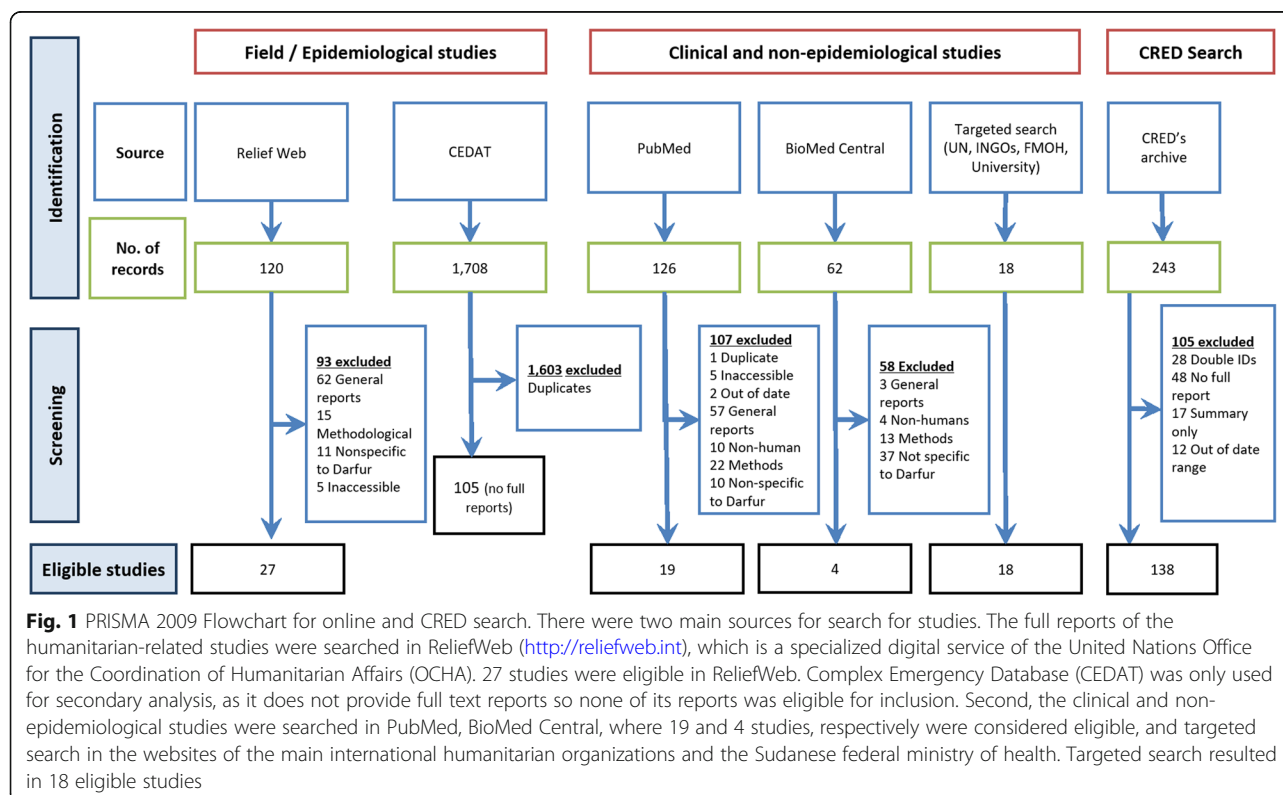 Field / Epidemiological studies
Clinical and non-epidemiological studies
CRED Search
Identification
Source
Relief Web
CEDAT
PubMed
BioMed Central
Targeted search
(UN, INGOs, FMOH,
University)
CRED's
archive
No. of
records
120
1,708
126
62
18
243
Screening
93 excluded
62 General
reports
15
Methodological
11 Nonspecific
to Darfur
5 Inaccessible
1,603 excluded
Duplicates
105 (no full
reports)
107 excluded
1 Duplicate
5 Inaccessible
2 Out of date
57 General
reports
10 Non-human
22 Methods
10 Non-specific
to Darfur
58 Excluded
3 General
reports
4 Non-humans
13 Methods
37 Not specific
to Darfur
105 excluded
28 Double IDs
48 No full
report
17 Summary
only
12 Out of date
range
Eligible studies
27
19
4
18
138
Fig. 1 PRISMA 2009 Flowchart for online and CRED search. There were two main sources for search for studies. The full reports of the
humanitarian-related studies were searched in ReliefWeb (http://reliefweb.int), which is a specialized digital service of the United Nations Office
for the Coordination of Humanitarian Affairs (OCHA). 27 studies were eligible in ReliefWeb. Complex Emergency Database (CEDAT) was only used
for secondary analysis, as it does not provide full text reports so none of its reports was eligible for inclusion. Second, the clinical and non-
epidemiological studies were searched in PubMed, BioMed Central, where 19 and 4 studies, respectively were considered eligible, and targeted
search in the websites of the main international humanitarian organizations and the Sudanese federal ministry of health. Targeted search resulted
in 18 eligible studies